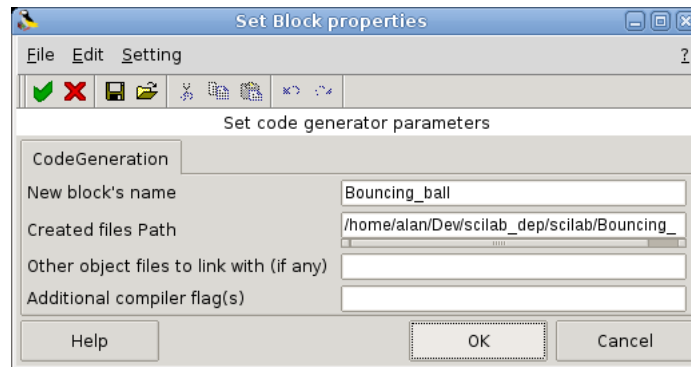 Set Block properties
File Edit Setting ?
Set code generator parameters
CodeGeneration
New block's name Bouncing_ball
Created files Path /home/alan/Dev/scilab_dep/scilab/Bouncing_
Other object files to link with (if any)
Additional compiler flag(s)
Help OK Cancel